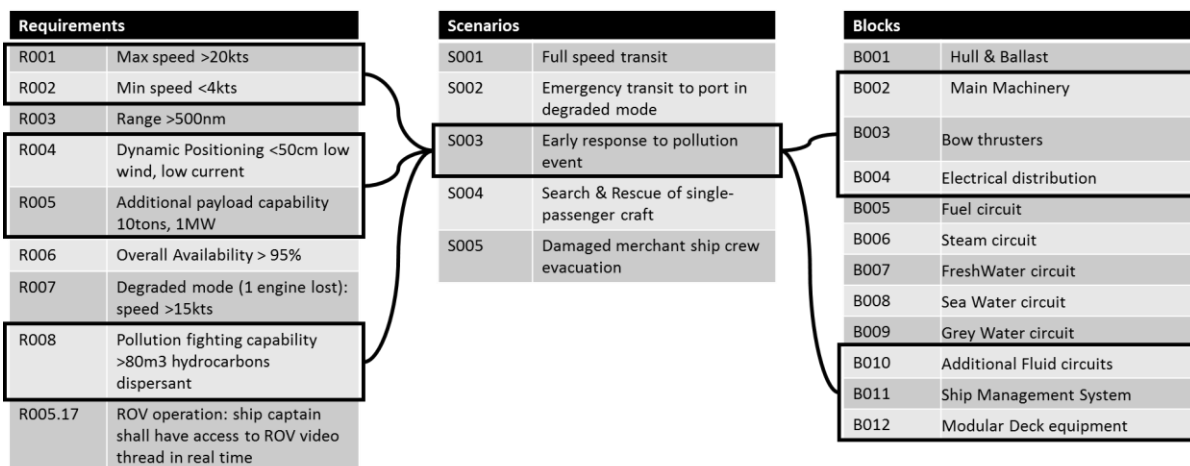 Requirements
R001 Max speed >20kts
R002 Min speed <4kts
R003 Range >500nm
R004 Dynamic Positioning <50cm low
wind, low current
R005 Additional payload capability
10tons, 1MW
R006 Overall Availability > 95%
R007 Degraded mode (1 engine lost):
speed >15kts
R008 Pollution fighting capability
>80m3 hydrocarbons
dispersant
R005.17 ROV operation: ship captain
shall have access to ROV video
thread in real time
Scenarios
S001 Full speed transit
S002 Emergency transit to port in
degraded mode
S003 Early response to pollution
event
S004 Search & Rescue of single-
passenger craft
S005 Damaged merchant ship crew
evacuation
Blocks
B001 Hull & Ballast
B002 Main Machinery
B003 Bow thrusters
B004 Electrical distribution
B005 Fuel circuit
B006 Steam circuit
B007 FreshWater circuit
B008 Sea Water circuit
B009 Grey Water circuit
B010 Additional Fluid circuits
B011 Ship Management System
B012 Modular Deck equipment